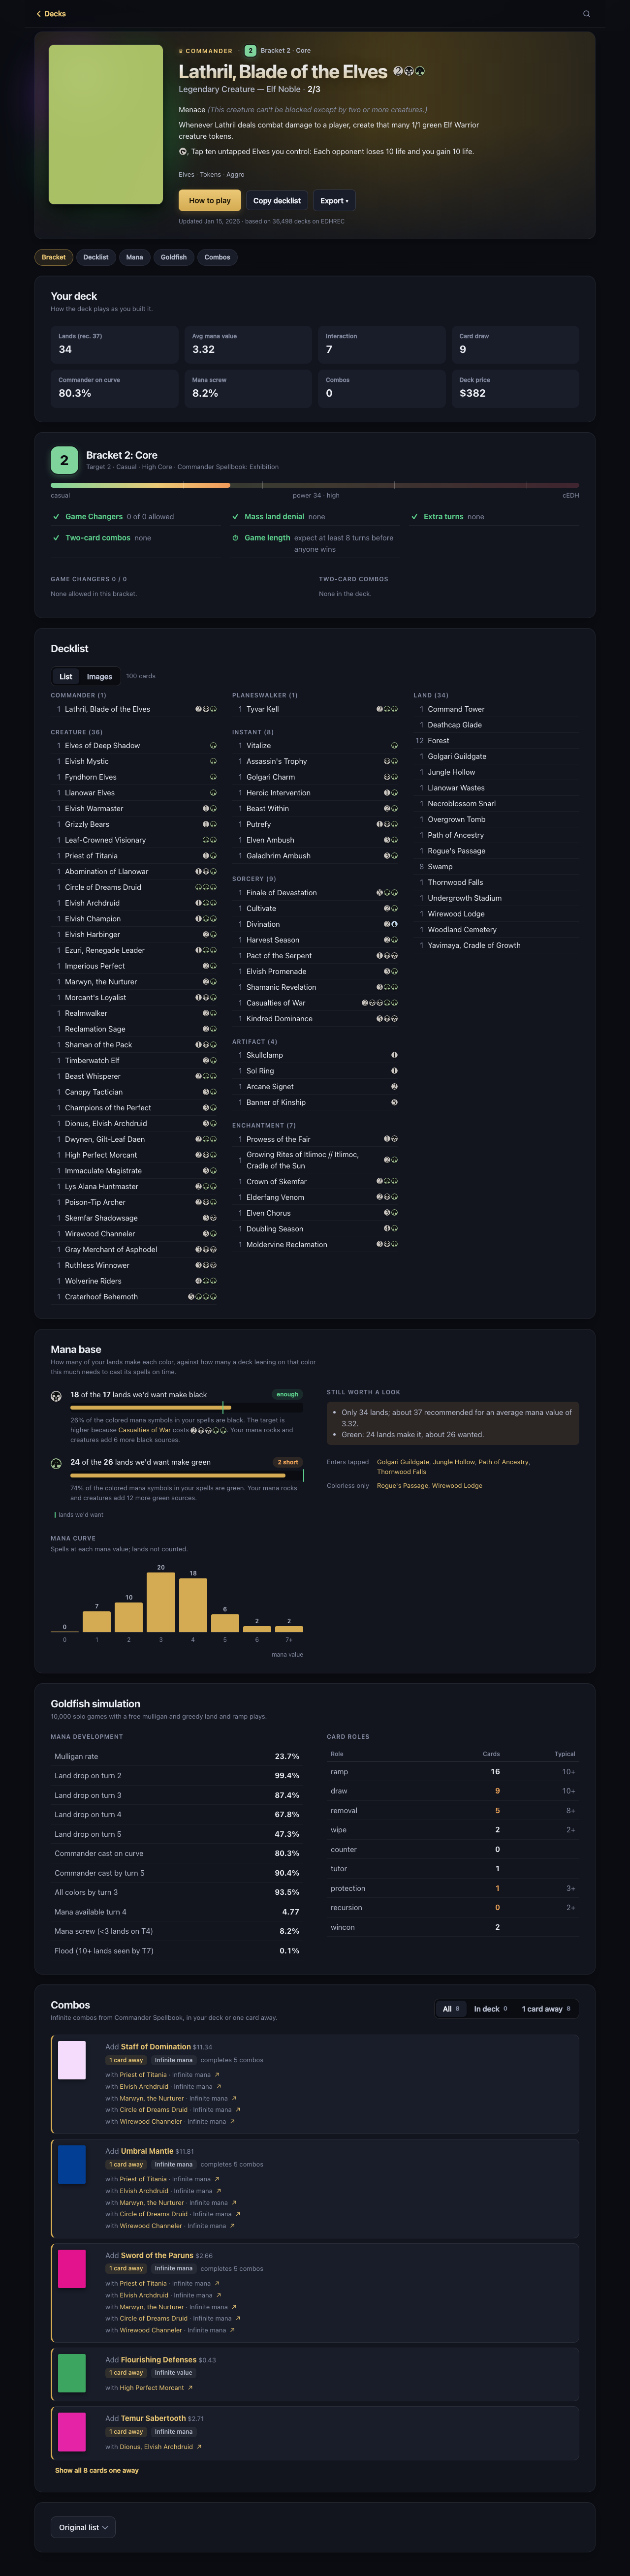 Decks
COMMANDER · 2 Bracket 2 · Core
Lathril, Blade of the Elves
Legendary Creature — Elf Noble · 2/3
Menace (This creature can't be blocked except by two or more creatures.)
Whenever Lathril deals combat damage to a player, create that many 1/1 green Elf Warrior
creature tokens.
, Tap ten untapped Elves you control: Each opponent loses 10 life and you gain 10 life.
Elves · Tokens · Aggro
How to play
Copy decklist
Export
Updated Jan 15, 2026 · based on 36,496 decks on EDHREC
Bracket
Decklist
Mana
Goldfish
Combos
Your deck
How the deck plays as you built it.
Lands (rec. 37)
34
Avg mana value
3.32
Interaction
7
Card draw
9
Commander on curve
80.3%
Mana screw
8.2%
Combos
0
Deck price
$382
2
Bracket 2: Core
Target 2 · Casual · High Core · Commander Spellbook: Exhibition
casual
power 34 · high
cEDH
Game Changers 0 of 0 allowed
Mass land denial none
Extra turns none
Two-card combos none
Game length expect at least 8 turns before
anyone wins
GAME CHANGERS 0 / 0
None allowed in this bracket.
TWO-CARD COMBOS
None in the deck.
Decklist
List
Images
100 cards
COMMANDER (1)
1 Lathril, Blade of the Elves
CREATURE (36)
1 Elves of Deep Shadow
1 Elvish Mystic
1 Fyndhorn Elves
1 Llanowar Elves
1 Elvish Warmaster
1 Grizzly Bears
1 Leaf-Crowned Visionary
1 Priest of Titania
1 Abomination of Llanowar
1 Circle of Dreams Druid
1 Elvish Archdruid
1 Elvish Champion
1 Elvish Harbinger
1 Ezuri, Renegade Leader
1 Imperious Perfect
1 Marwyn, the Nurturer
1 Morcant's Loyalist
1 Realmwalker
1 Reclamation Sage
1 Shaman of the Pack
1 Timberwatch Elf
1 Beast Whisperer
1 Canopy Tactician
1 Champions of the Perfect
1 Dionus, Elvish Archdruid
1 Dwynen, Gilt-Leaf Daen
1 High Perfect Morcant
1 Immaculate Magistrate
1 Lys Alana Huntmaster
1 Poison-Tip Archer
1 Skemfar Shadowsage
1 Wirewood Channeler
1 Gray Merchant of Asphodel
1 Ruthless Winnower
1 Wolverine Riders
1 Craterhoof Behemoth
PLANESWALKER (1)
1 Tyvar Kell
INSTANT (8)
1 Vitalize
1 Assassin's Trophy
1 Golgari Charm
1 Heroic Intervention
1 Beast Within
1 Putrefy
1 Elven Ambush
1 Galadhrim Ambush
SORCERY (9)
1 Finale of Devastation
1 Cultivate
1 Divination
1 Harvest Season
1 Pact of the Serpent
1 Elvish Promenade
1 Shamanic Revelation
1 Casualties of War
1 Kindred Dominance
ARTIFACT (4)
1 Skullclamp
1 Sol Ring
1 Arcane Signet
1 Banner of Kinship
ENCHANTMENT (7)
1 Prowess of the Fair
1 Growing Rites of Itlimoc // Itlimoc,
Cradle of the Sun
1 Crown of Skemfar
1 Elderfang Venom
1 Elven Chorus
1 Doubling Season
1 Moldervine Reclamation
LAND (34)
1 Command Tower
1 Deathcap Glade
12 Forest
1 Golgari Guildgate
1 Jungle Hollow
1 Llanowar Wastes
1 Necroblossom Snarl
1 Overgrown Tomb
1 Path of Ancestry
1 Rogue's Passage
8 Swamp
1 Thornwood Falls
1 Undergrowth Stadium
1 Wirewood Lodge
1 Woodland Cemetery
1 Yavimaya, Cradle of Growth
Mana base
How many of your lands make each color, against how many a deck leaning on that color
this much needs to cast its spells on time.
18 of the 17 lands we'd want make black
enough
26% of the colored mana symbols in your spells are black. The target is
higher because Casualties of War costs . Your mana rocks and
creatures add 6 more black sources.
24 of the 26 lands we'd want make green
2 short
74% of the colored mana symbols in your spells are green. Your mana rocks
and creatures add 12 more green sources.
lands we'd want
STILL WORTH A LOOK
• Only 34 lands; about 37 recommended for an average mana value of
3.32.
• Green: 24 lands make it, about 26 wanted.
Enters tapped Golgari Guildgate, Jungle Hollow, Path of Ancestry,
Thornwood Falls
Colorless only Rogue's Passage, Wirewood Lodge
MANA CURVE
Spells at each mana value; lands not counted.
0 7 10 20 18 6 2 2
0 1 2 3 4 5 6 7+
mana value
Goldfish simulation
10,000 solo games with a free mulligan and greedy land and ramp plays.
MANA DEVELOPMENT
Mulligan rate 23.7%
Land drop on turn 2 99.4%
Land drop on turn 3 87.4%
Land drop on turn 4 67.8%
Land drop on turn 5 47.3%
Commander cast on curve 80.3%
Commander cast by turn 5 90.4%
All colors by turn 3 93.5%
Mana available turn 4 4.77
Mana screw (<3 lands on T4) 8.2%
Flood (10+ lands seen by T7) 0.1%
CARD ROLES
Role Cards Typical
ramp 16 10+
draw 9 10+
removal 5 8+
wipe 2 2+
counter 0
tutor 1
protection 1 3+
recursion 0 2+
wincon 2
Combos
Infinite combos from Commander Spellbook, in your deck or one card away.
All 8
In deck 0
1 card away 8
Add Staff of Domination $11.34
1 card away Infinite mana completes 5 combos
with Priest of Titania · Infinite mana ↗
with Elvish Archdruid · Infinite mana ↗
with Marwyn, the Nurturer · Infinite mana ↗
with Circle of Dreams Druid · Infinite mana ↗
with Wirewood Channeler · Infinite mana ↗
Add Umbral Mantle $11.81
1 card away Infinite mana completes 5 combos
with Priest of Titania · Infinite mana ↗
with Elvish Archdruid · Infinite mana ↗
with Marwyn, the Nurturer · Infinite mana ↗
with Circle of Dreams Druid · Infinite mana ↗
with Wirewood Channeler · Infinite mana ↗
Add Sword of the Paruns $2.66
1 card away Infinite mana completes 5 combos
with Priest of Titania · Infinite mana ↗
with Elvish Archdruid · Infinite mana ↗
with Marwyn, the Nurturer · Infinite mana ↗
with Circle of Dreams Druid · Infinite mana ↗
with Wirewood Channeler · Infinite mana ↗
Add Flourishing Defenses $0.43
1 card away Infinite value
with High Perfect Morcant ↗
Add Temur Sabertooth $2.71
1 card away Infinite mana
with Dionus, Elvish Archdruid ↗
Show all 8 cards one away
Original list